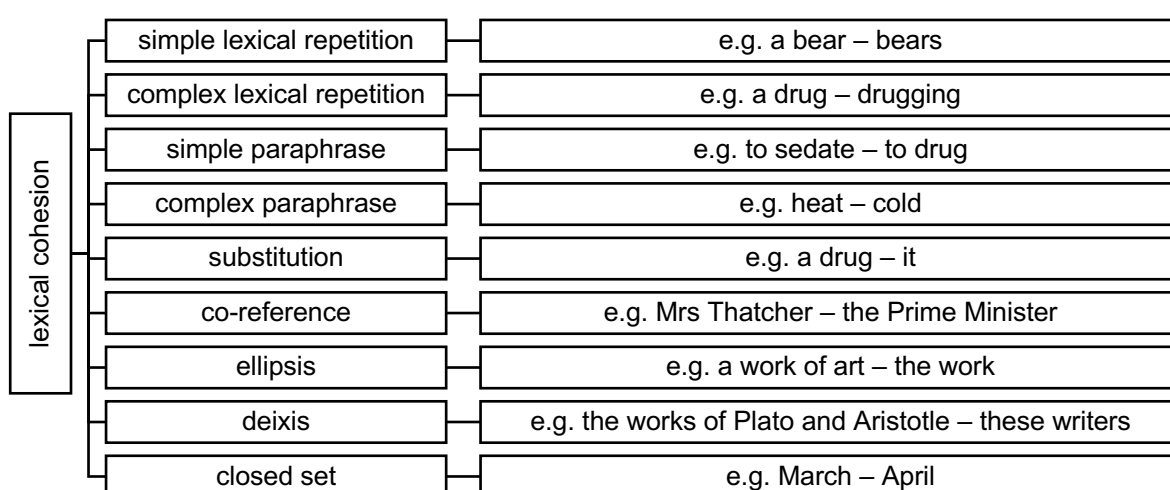 lexical cohesion
simple lexical repetition
e.g. a bear – bears
complex lexical repetition
e.g. a drug – drugging
simple paraphrase
e.g. to sedate – to drug
complex paraphrase
e.g. heat – cold
substitution
e.g. a drug – it
co-reference
e.g. Mrs Thatcher – the Prime Minister
ellipsis
e.g. a work of art – the work
deixis
e.g. the works of Plato and Aristotle – these writers
closed set
e.g. March – April